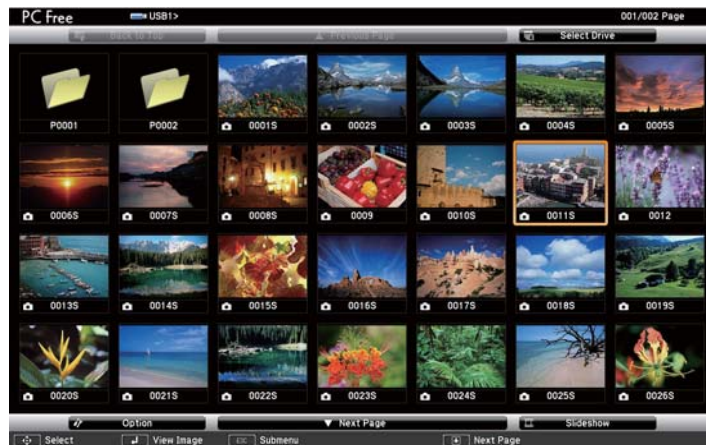 PC Free USB1> 001/002 Page
Back to Top Previous Page Select Drive
P0001 P0002 0001S 0002S 0003S 0004S 0005S
0006S 0007S 0008S 0009 0010S 0011S 0012
0013S 0014S 0015S 0016S 0017S 0018S 0019S
0020S 0021S 0022S 0023S 0024S 0025S 0026S
Option Next Page Slideshow
Select View Image ESC Submenu Next Page